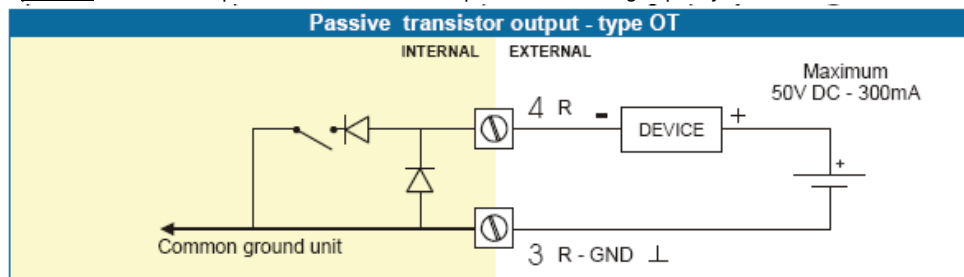 Passive transistor output - type OT
INTERNAL EXTERNAL
Maximum
50V DC - 300mA
4 R - DEVICE +
+
Common ground unit
3 R - GND ⊥